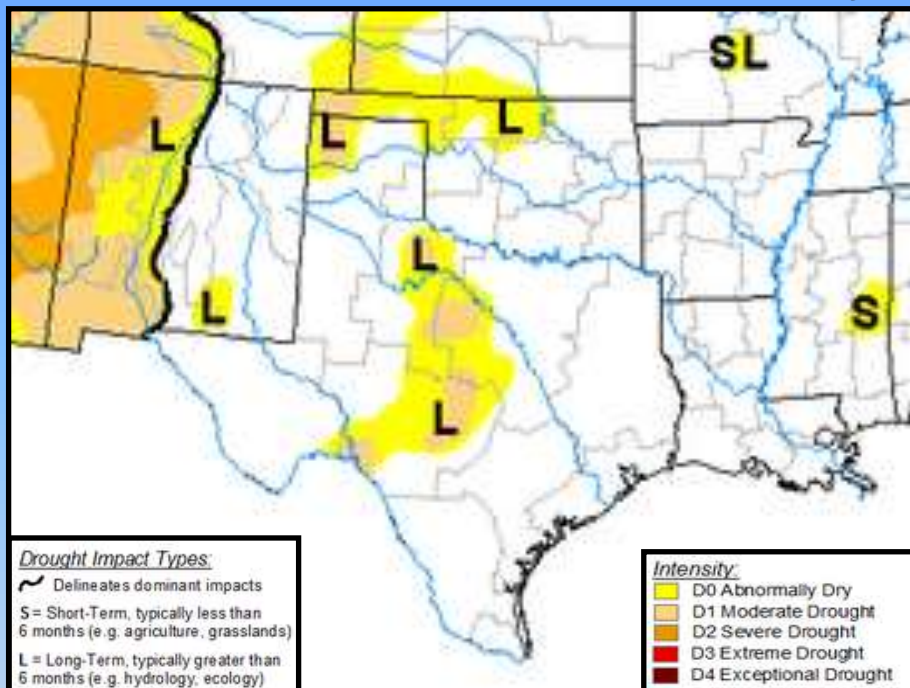 SL
L
L
L
L
L
S
L
Drought Impact Types:
Delineates dominant impacts
S = Short-Term, typically less than
6 months (e.g. agriculture, grasslands)
L = Long-Term, typically greater than
6 months (e.g. hydrology, ecology)
Intensity:
D0 Abnormally Dry
D1 Moderate Drought
D2 Severe Drought
D3 Extreme Drought
D4 Exceptional Drought